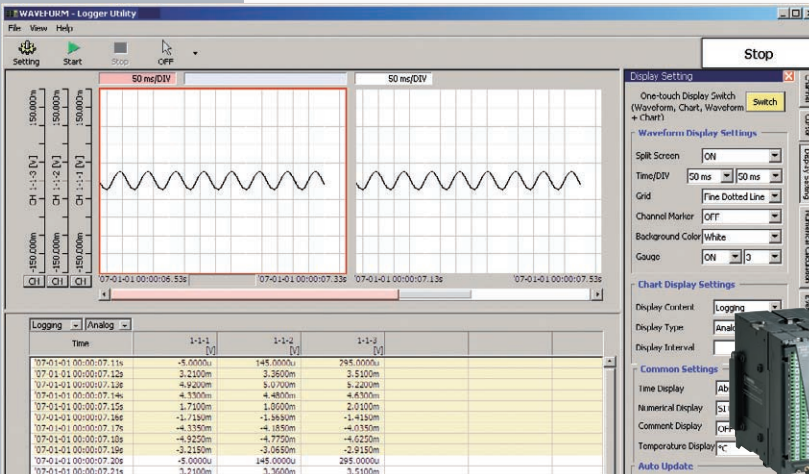 WAVEFORM - Logger Utility
File View Help
Setting Start Stop OFF
Stop
50 ms/DIV
50 ms/DIV
150.000m
150.000m
150.000m
CH 1-1-3 [V]
CH 1-1-2 [V]
CH 1-1-1 [V]
-150.000m
-150.000m
-150.000m
CH CH CH
'07-01-01 00:00:06.53s '07-01-01 00:00:07.33s '07-01-01 00:00:07.13s '07-01-01 00:00:07.53s
Logging Analog
Time 1-1-1 [V] 1-1-2 [V] 1-1-3 [V]
'07-01-01 00:00:07.11s -5.0000u 145.0000u 295.0000u
'07-01-01 00:00:07.12s 3.2100m 3.3600m 3.5100m
'07-01-01 00:00:07.13s 4.9200m 5.0700m 5.2200m
'07-01-01 00:00:07.14s 4.3300m 4.4800m 4.6300m
'07-01-01 00:00:07.15s 1.7100m 1.8600m 2.0100m
'07-01-01 00:00:07.16s -1.7150m -1.5650m -1.4150m
'07-01-01 00:00:07.17s -4.3350m -4.1850m -4.0350m
'07-01-01 00:00:07.18s -4.9250m -4.7750m -4.6250m
'07-01-01 00:00:07.19s -3.2150m -3.0650m -2.9150m
'07-01-01 00:00:07.20s -5.0000u 145.0000u 295.0000u
'07-01-01 00:00:07.21s 3.2100m 3.3600m 3.5100m
Display Setting
One-touch Display Switch
(Waveform, Chart, Waveform
+ Chart)
Switch
Waveform Display Settings
Split Screen ON
Time/DIV 50 ms 50 ms
Grid Fine Dotted Line
Channel Marker OFF
Background Color White
Gauge ON 3
Chart Display Settings
Display Content Logging
Display Type
Display Interval
Common Settings
Time Display
Numerical Display
Comment Display
Temperature Display °C
Auto Update
Display Setting